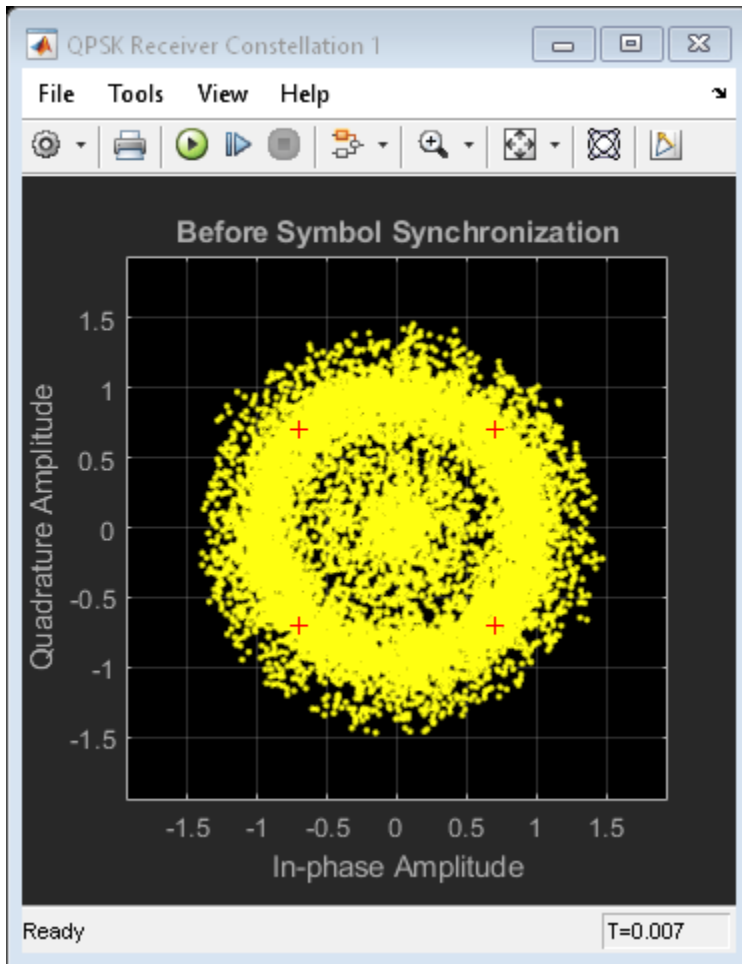 QPSK Receiver Constellation 1
File Tools View Help
Before Symbol Synchronization
1.5
1
0.5
0
-0.5
-1
-1.5
Quadrature Amplitude
-1.5 -1 -0.5 0 0.5 1 1.5
In-phase Amplitude
Ready T=0.007